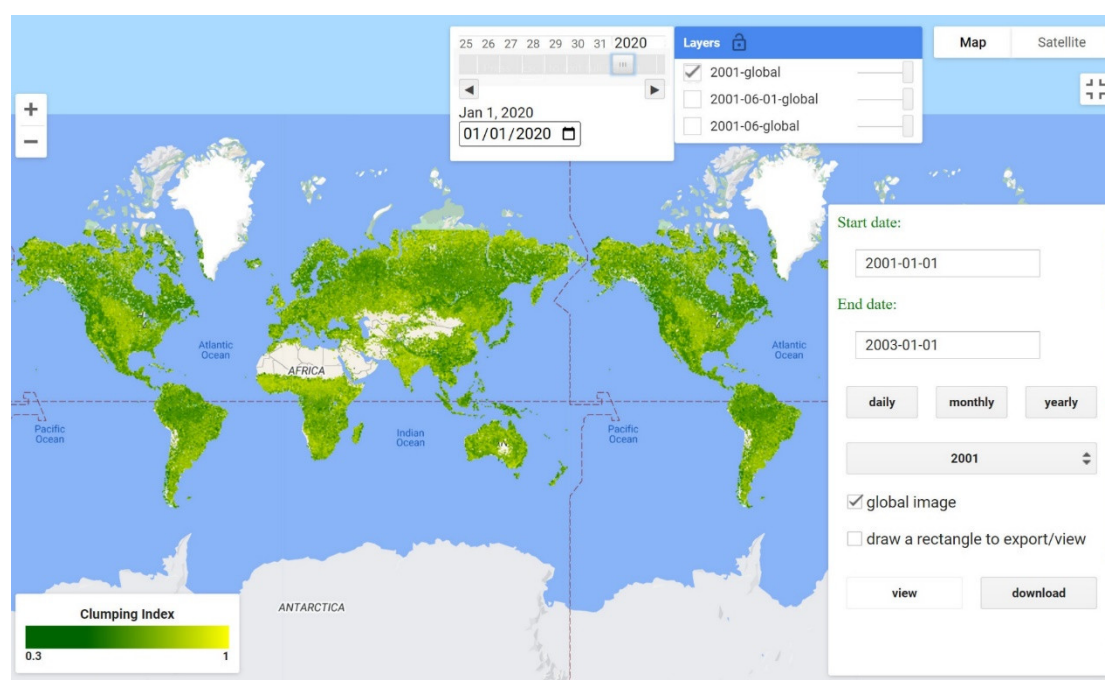 25 26 27 28 29 30 31 2020
Jan 1, 2020
01/01/2020
Layers
2001-global
2001-06-01-global
2001-06-global
Map Satellite
+
−
Start date:
2001-01-01
End date:
2003-01-01
daily monthly yearly
2001
global image
draw a rectangle to export/view
view download
Atlantic
Ocean
AFRICA
Atlantic
Ocean
Pacific
Ocean
Indian
Ocean
Pacific
Ocean
ANTARCTICA
Clumping Index
0.3 1